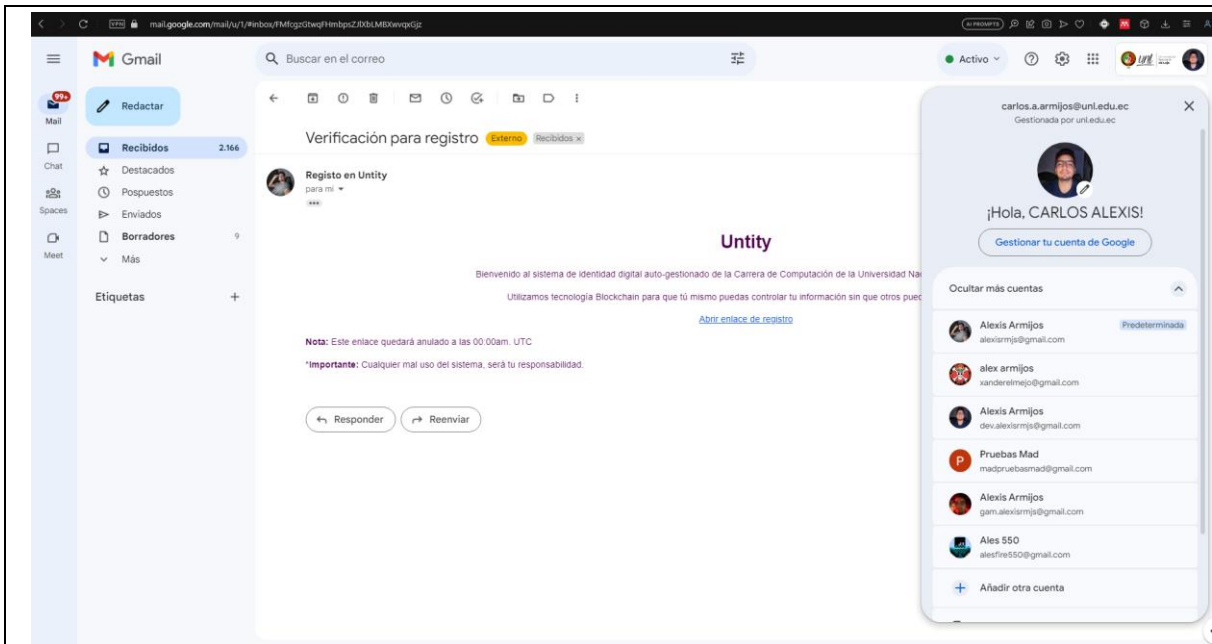 VPN mail.google.com/mail/u/1/#inbox/FMfcgzGtwqFHmbpsZJlXbLMBXwvqxGjz
AI PROMPTS
Gmail
Buscar en el correo
Activo
unl
99+
Mail
Chat
Spaces
Meet
Redactar
Recibidos 2.166
Destacados
Pospuestos
Enviados
Borradores 9
Más
Etiquetas +
Verificación para registro Externo Recibidos x
Registo en Untity
para mí
Untity
Bienvenido al sistema de identidad digital auto-gestionado de la Carrera de Computación de la Universidad Na
Utilizamos tecnología Blockchain para que tú mismo puedas controlar tu información sin que otros pued
Abrir enlace de registro
Nota: Este enlace quedará anulado a las 00:00am. UTC
*Importante: Cualquier mal uso del sistema, será tu responsabilidad.
Responder Reenviar
carlos.a.armijos@unl.edu.ec
Gestionada por unl.edu.ec
¡Hola, CARLOS ALEXIS!
Gestionar tu cuenta de Google
Ocultar más cuentas
Alexis Armijos Predeterminada
alexisrmjs@gmail.com
alex armijos
xanderelmejo@gmail.com
Alexis Armijos
dev.alexisrmjs@gmail.com
P
Pruebas Mad
madpruebasmad@gmail.com
Alexis Armijos
gam.alexisrmjs@gmail.com
Ales 550
alesfire550@gmail.com
+ Añadir otra cuenta